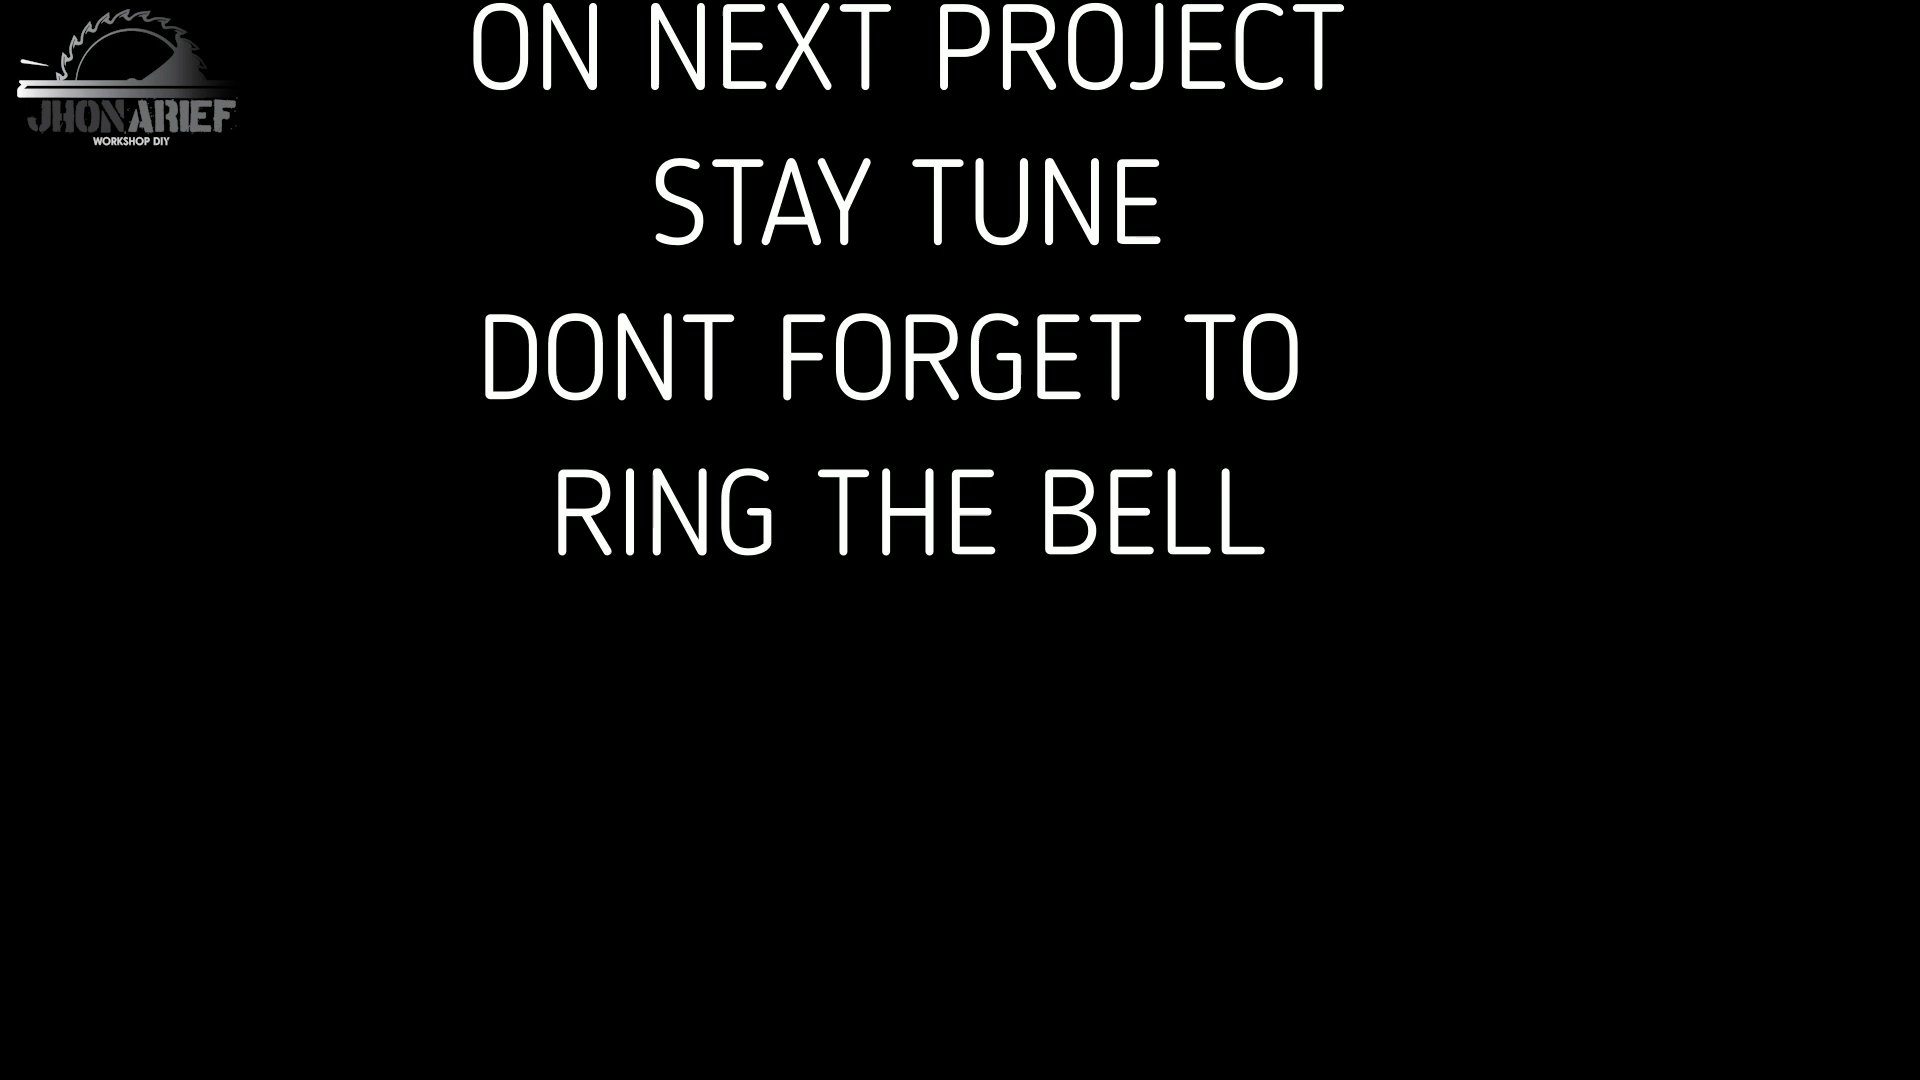 JHONARIEF
WORKSHOP DIY
ON NEXT PROJECT
STAY TUNE
DONT FORGET TO
RING THE BELL